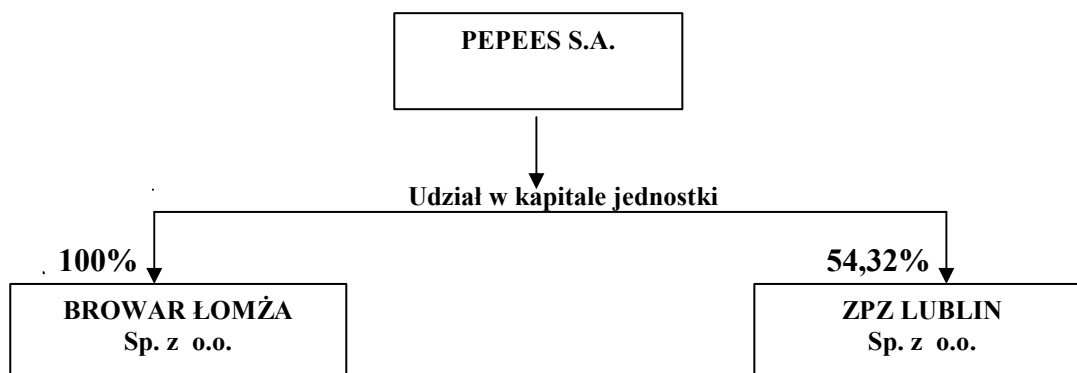 PEPEES S.A.
Udział w kapitale jednostki
100%
54,32%
BROWAR ŁOMŻA
Sp. z o.o.
ZPZ LUBLIN
Sp. z o.o.